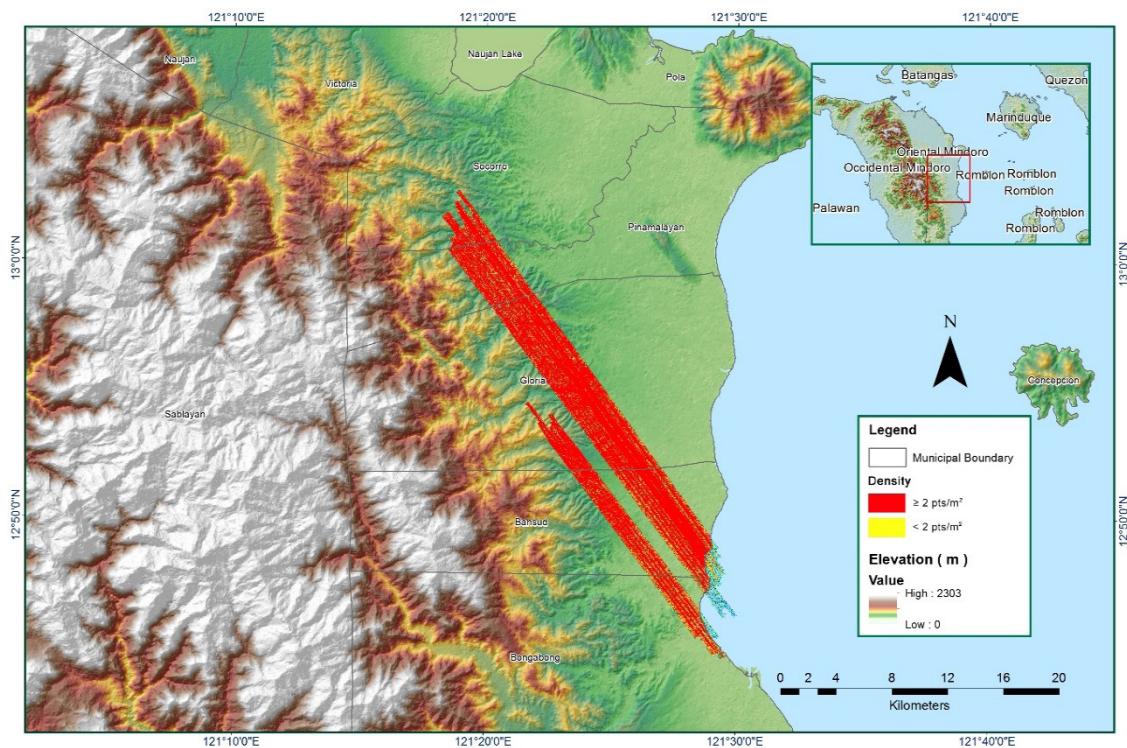 121°10'0"E
121°20'0"E
121°30'0"E
121°40'0"E
Naujan
Naujan Lake
Victoria
Pola
Socorro
Pinamalayan
Gloria
Sablayan
Bansud
Bongabong
Concepcion
Batangas
Quezon
Marinduque
Oriental Mindoro
Occidental Mindoro
Romblon
Romblon
Romblon
Romblon
Romblon
Palawan
13°0'0"N
13°0'0"N
12°50'0"N
12°50'0"N
N
Legend
Municipal Boundary
Density
≥ 2 pts/m²
< 2 pts/m²
Elevation ( m )
Value
High : 2303
Low : 0
0 1 2 4 8 12 16 20
Kilometers
121°10'0"E
121°20'0"E
121°30'0"E
121°40'0"E